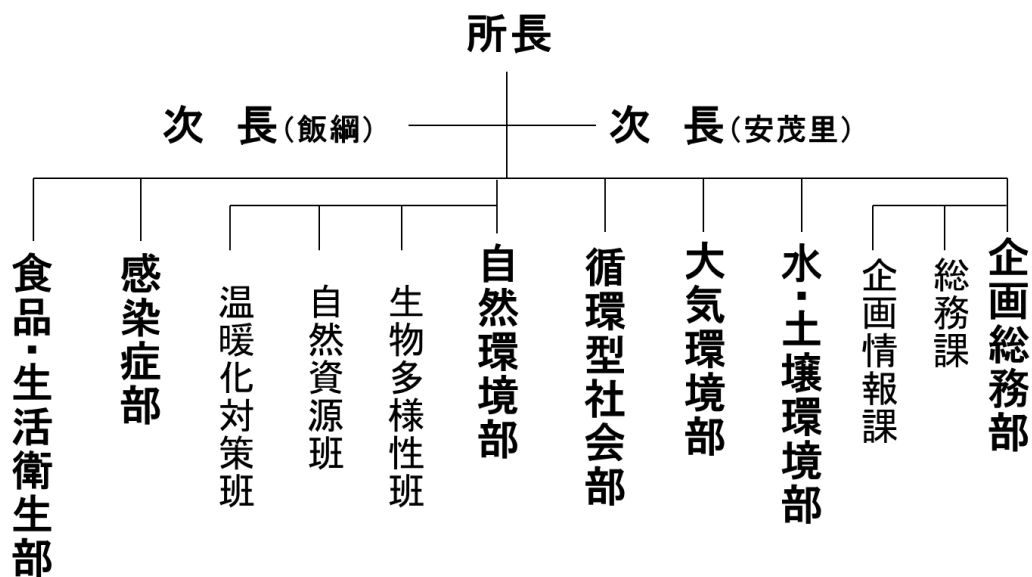 所長
次　長（飯綱）
次　長（安茂里）
企画総務部
総務課
企画情報課
水・土壌環境部
大気環境部
循環型社会部
自然環境部
生物多様性班
自然資源班
温暖化対策班
感染症部
食品・生活衛生部